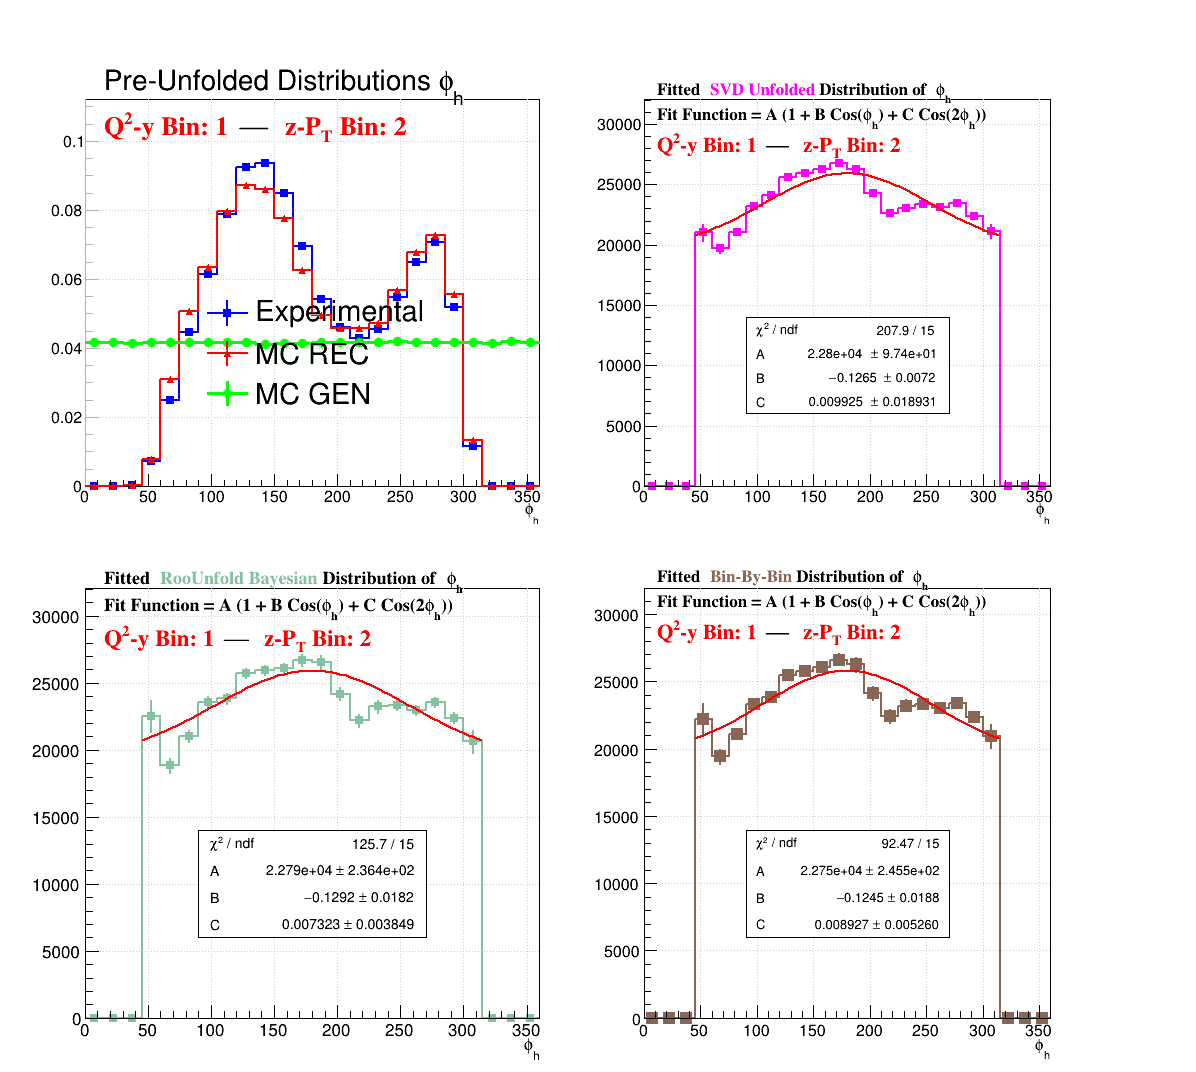 Pre-Unfolded Distributions ϕh
Q2-y Bin: 1 — z-PT Bin: 2
0.1
0.08
0.06
0.04
0.02
0
Experimental
MC REC
MC GEN
0 50 100 150 200 250 300 350
ϕh
Fitted SVD Unfolded Distribution of ϕh
Fit Function = A (1 + B Cos(ϕh) + C Cos(2ϕh))
Q2-y Bin: 1 — z-PT Bin: 2
30000
25000
20000
15000
10000
5000
0
χ2 / ndf 207.9 / 15
A 2.28e+04 ± 9.74e+01
B −0.1265 ± 0.0072
C 0.009925 ± 0.018931
0 50 100 150 200 250 300 350
ϕh
Fitted RooUnfold Bayesian Distribution of ϕh
Fit Function = A (1 + B Cos(ϕh) + C Cos(2ϕh))
Q2-y Bin: 1 — z-PT Bin: 2
30000
25000
20000
15000
10000
5000
0
χ2 / ndf 125.7 / 15
A 2.279e+04 ± 2.364e+02
B −0.1292 ± 0.0182
C 0.007323 ± 0.003849
0 50 100 150 200 250 300 350
ϕh
Fitted Bin-By-Bin Distribution of ϕh
Fit Function = A (1 + B Cos(ϕh) + C Cos(2ϕh))
Q2-y Bin: 1 — z-PT Bin: 2
30000
25000
20000
15000
10000
5000
0
χ2 / ndf 92.47 / 15
A 2.275e+04 ± 2.455e+02
B −0.1245 ± 0.0188
C 0.008927 ± 0.005260
0 50 100 150 200 250 300 350
ϕh